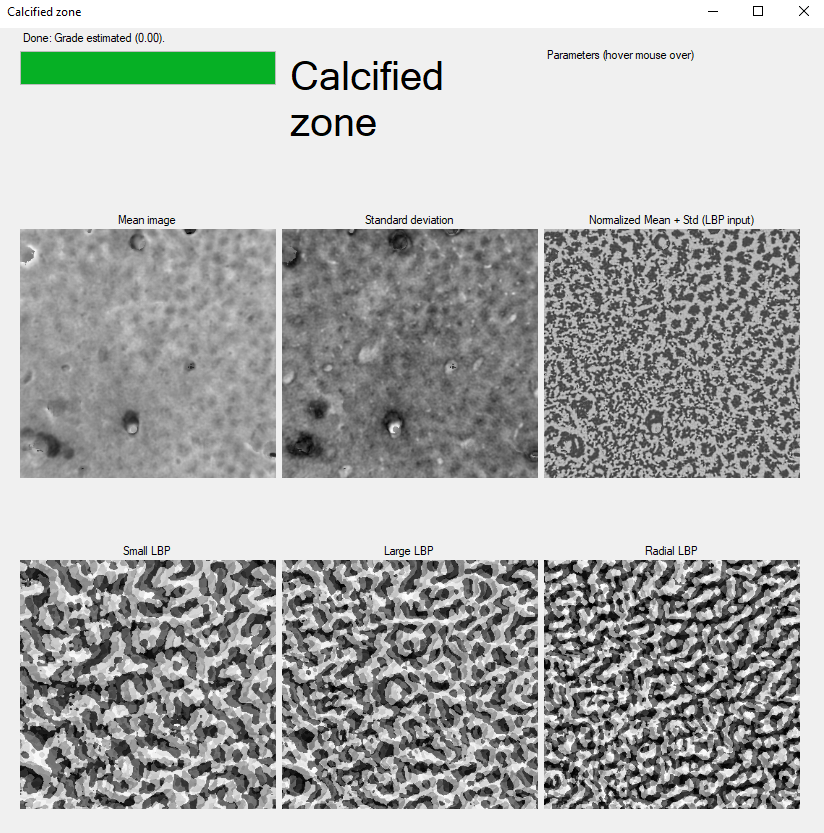 Calcified zone
Done: Grade estimated (0.00).
Calcified
zone
Parameters (hover mouse over)
Mean image
Standard deviation
Normalized Mean + Std (LBP input)
Small LBP
Large LBP
Radial LBP